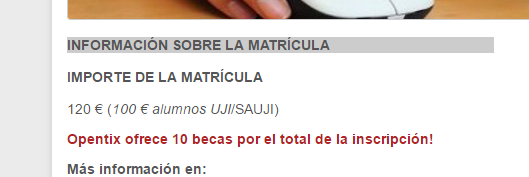 INFORMACIÓN SOBRE LA MATRÍCULA
IMPORTE DE LA MATRÍCULA
120 € (100 € alumnos UJI/SAUJI)
Opentix ofrece 10 becas por el total de la inscripción!
Más información en: